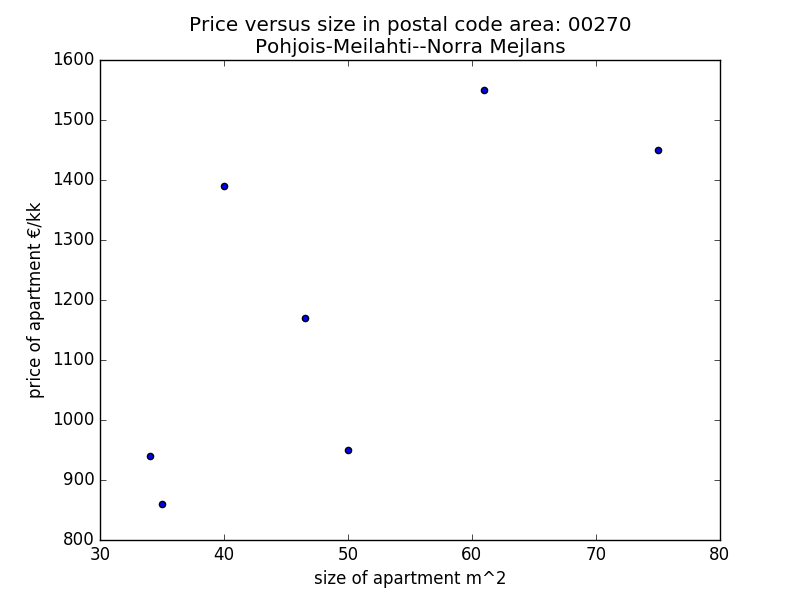 Price versus size in postal code area: 00270
Pohjois-Meilahti--Norra Mejlans
1600
1500
1400
1300
1200
1100
1000
900
800
price of apartment €/kk
30 40 50 60 70 80
size of apartment m^2